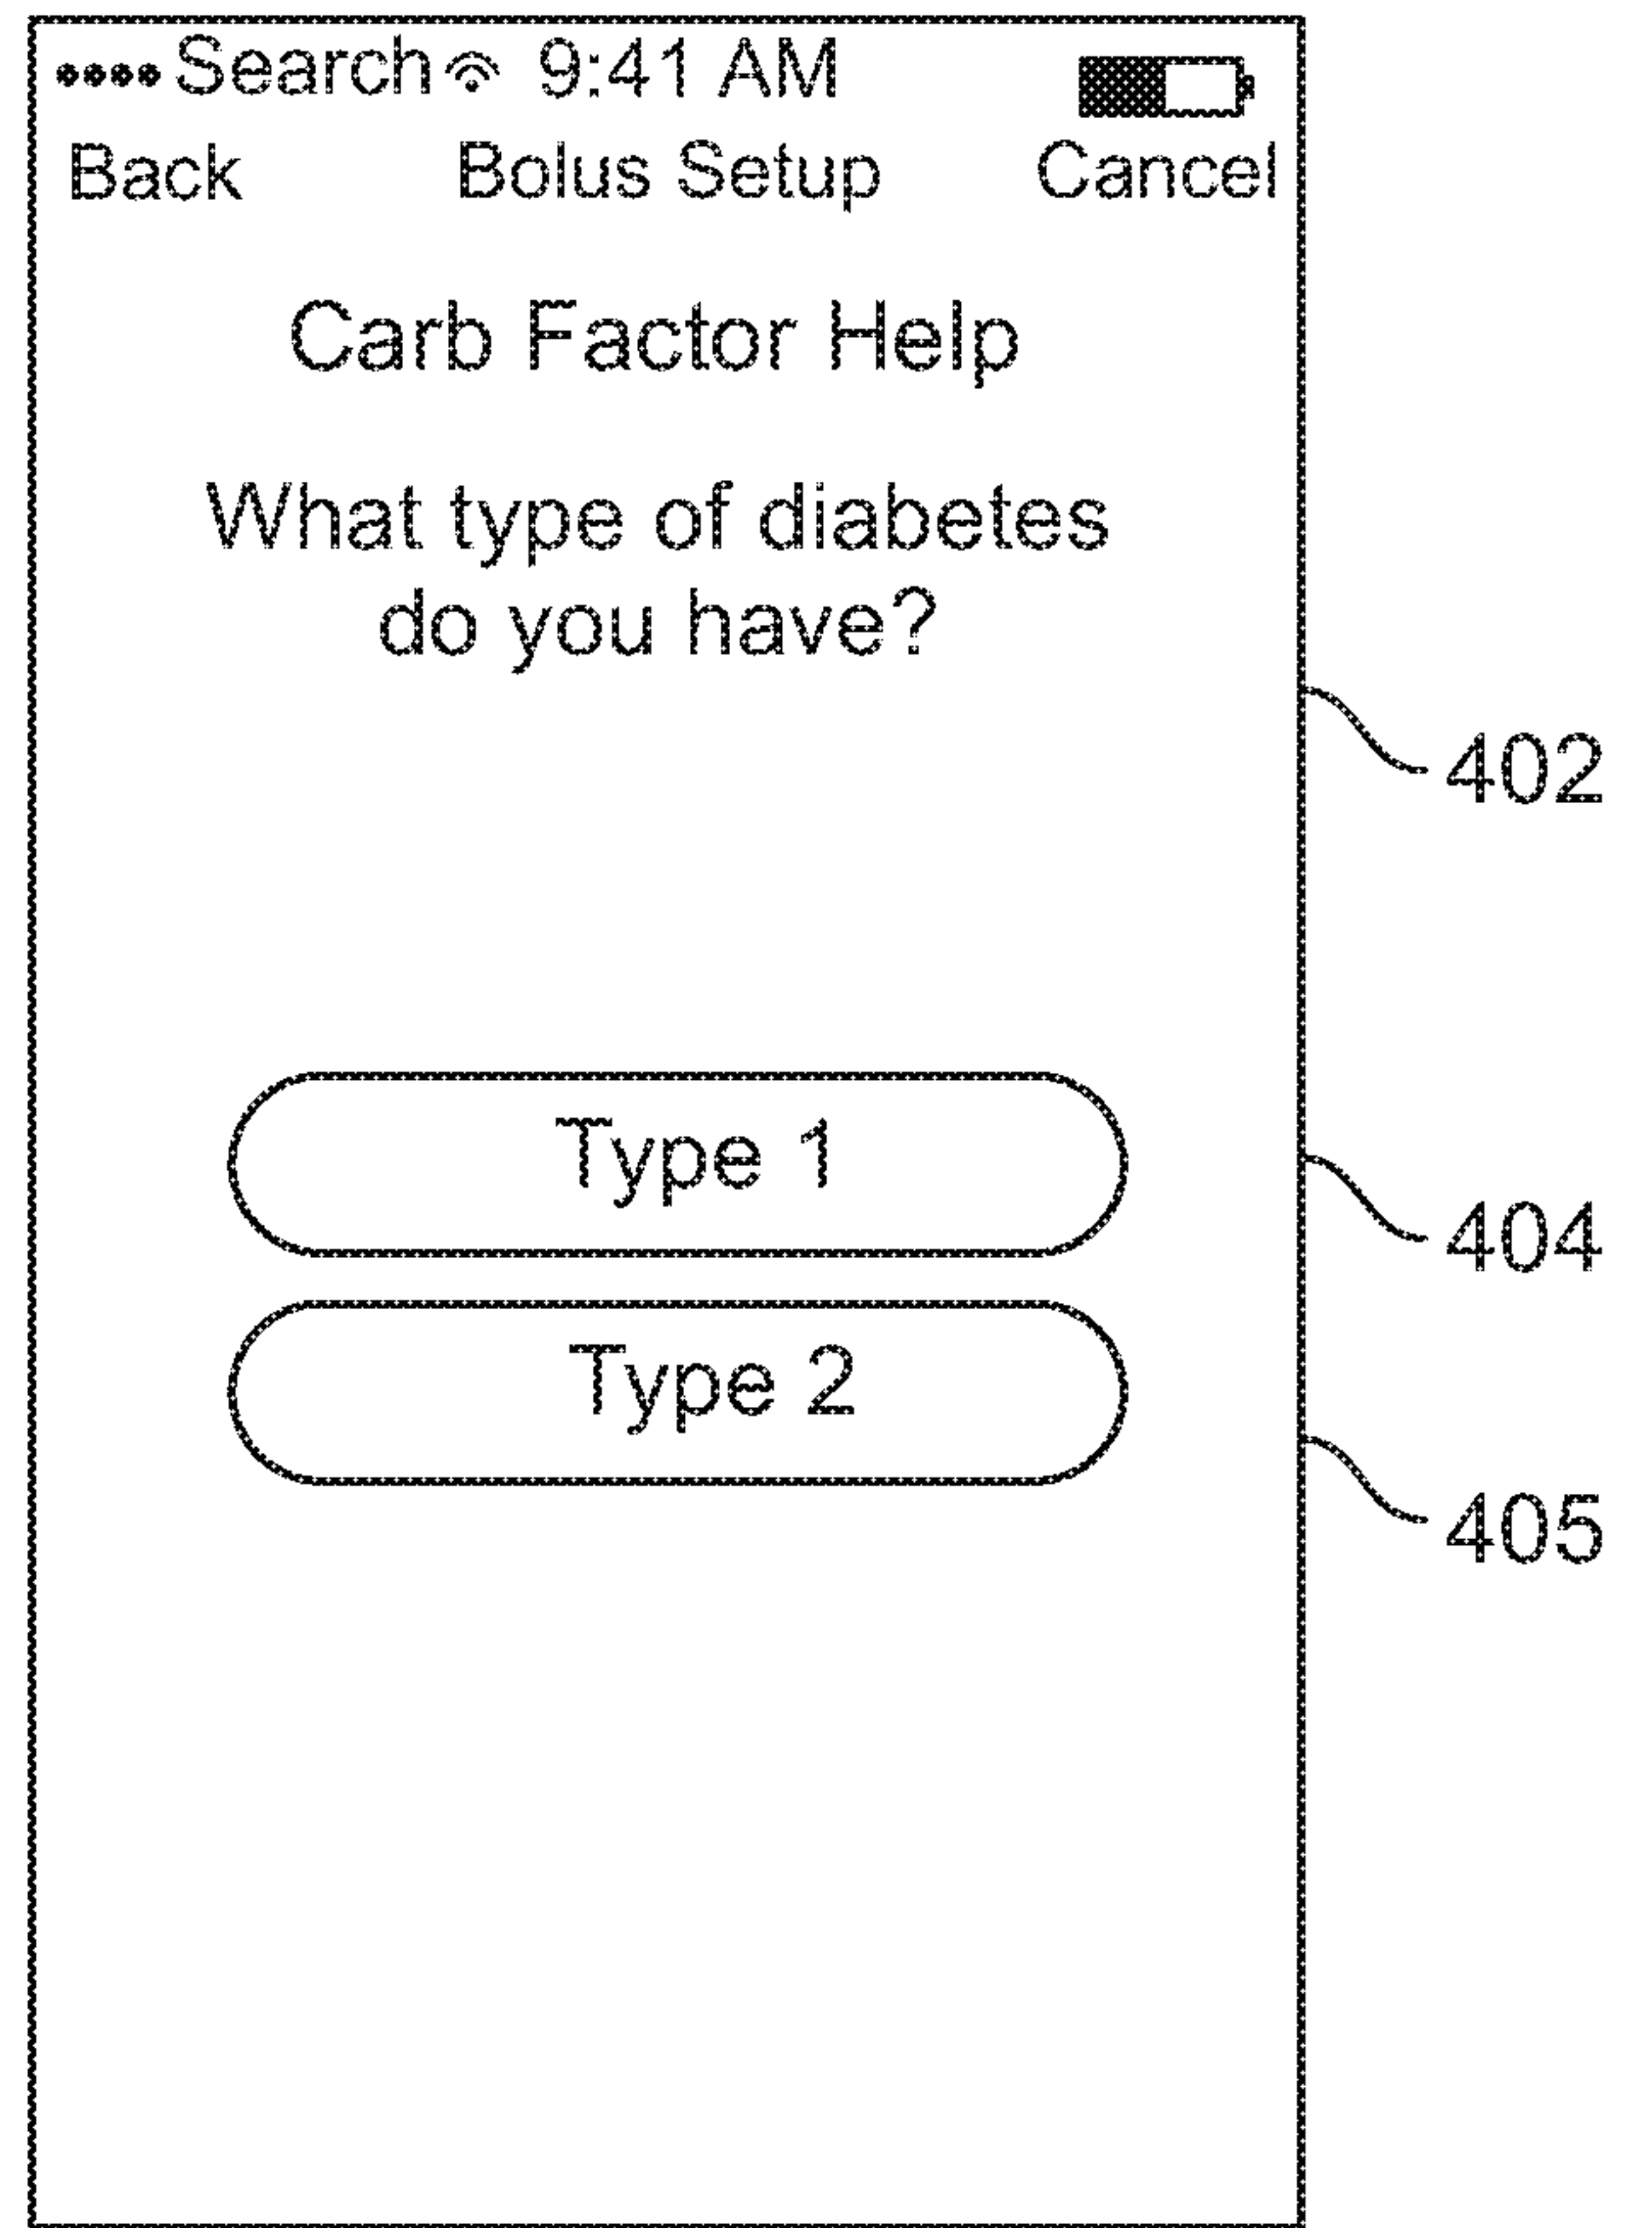 Search 9:41 AM
Back Bolus Setup Cancel
Carb Factor Help
What type of diabetes
do you have?
402
Type 1
404
Type 2
405